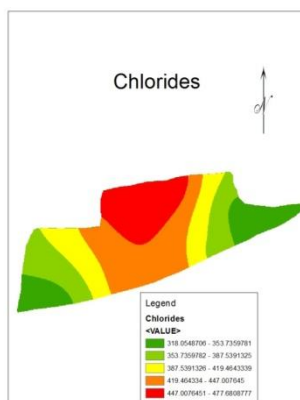 Chlorides
N
Legend
Chlorides
<VALUE>
318.0548706 - 353.7359781
353.7359782 - 387.5391325
387.5391326 - 419.4643339
419.464334 - 447.007645
447.0076451 - 477.6808777